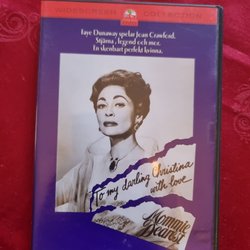 WIDESCREEN COLLECTION
Faye Dunaway spelar Joan Crawford.
Stjärna, legend och mor.
En skenbart perfekt kvinna.
"To my darling Christina
with love"
Mommie
Dearest